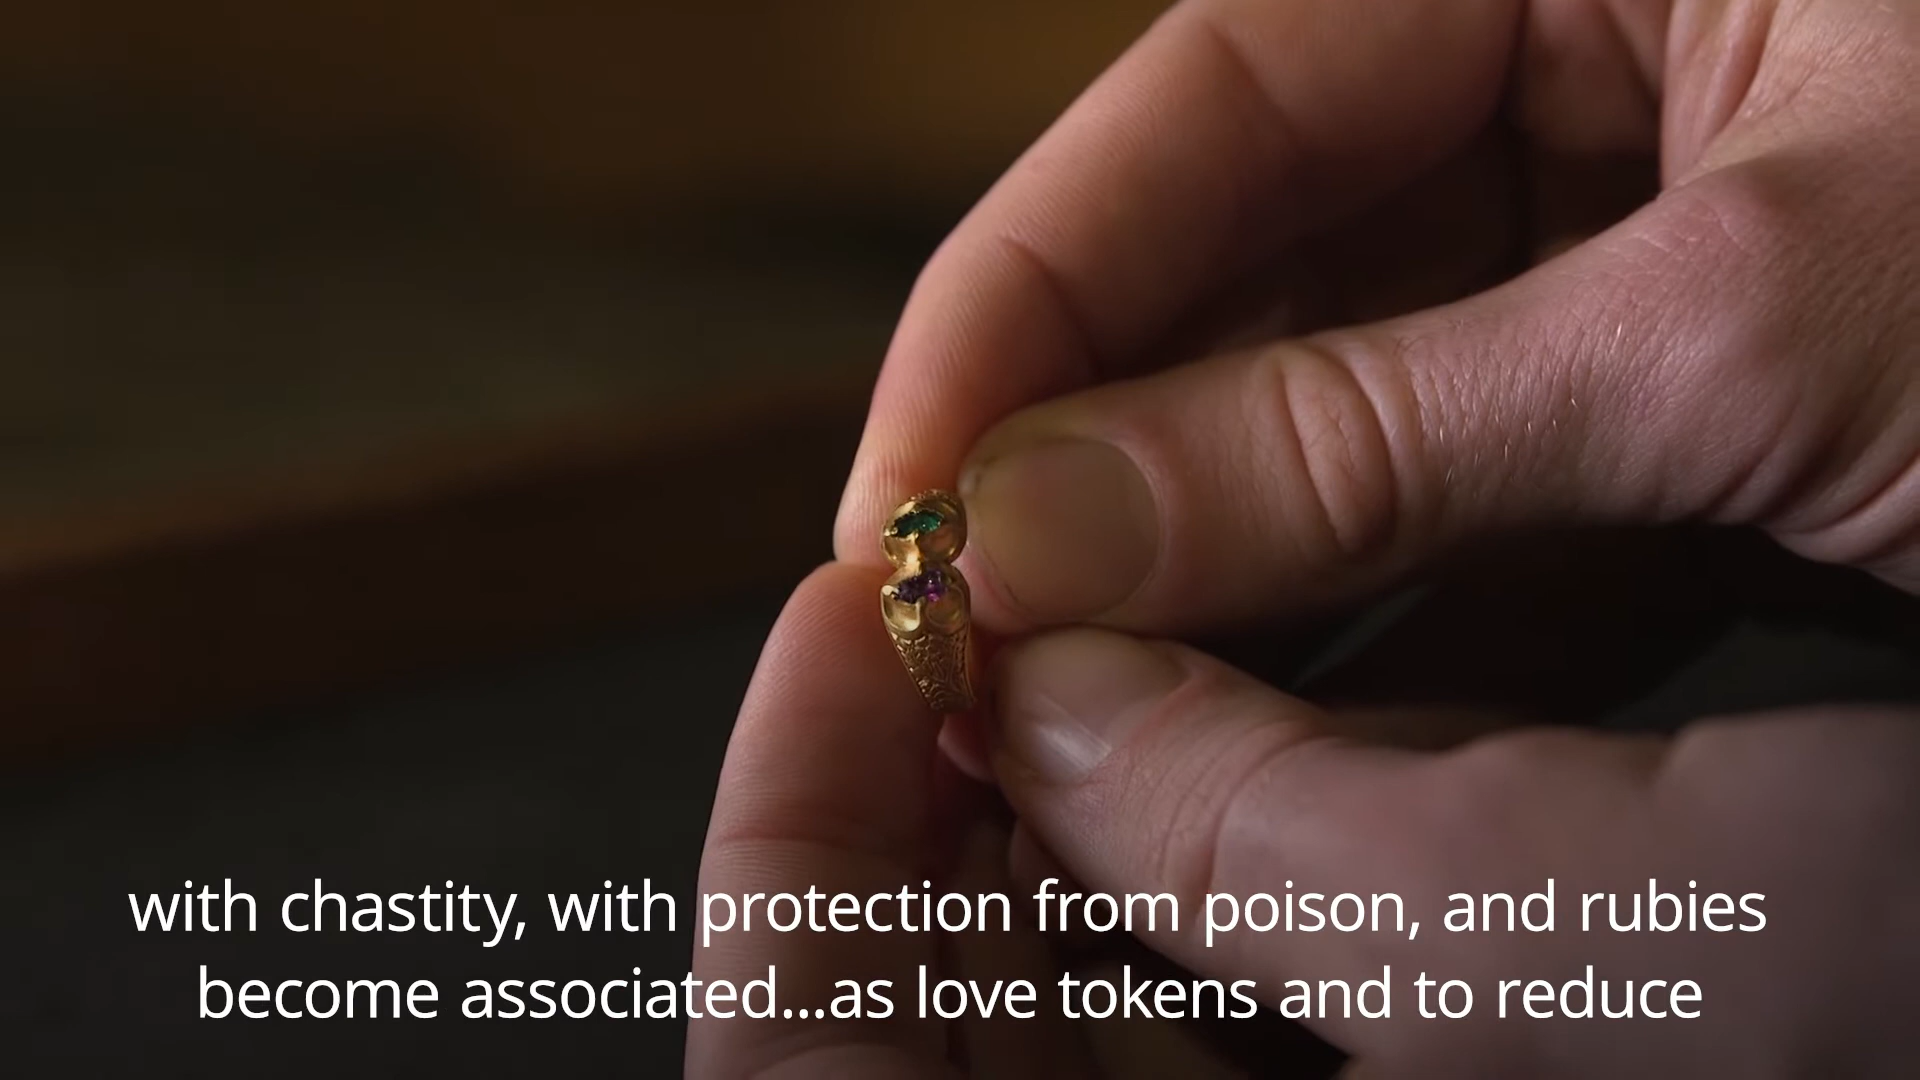 with chastity, with protection from poison, and rubies
become associated...as love tokens and to reduce